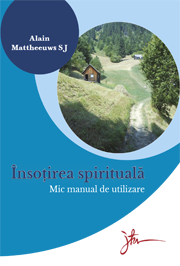 Alain
Mattheeuws SJ
Însoțirea spirituală
Mic manual de utilizare